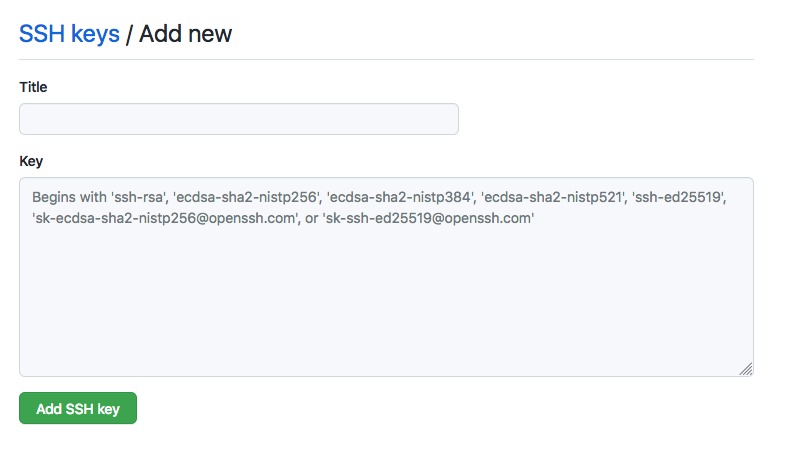 SSH keys / Add new
Title
Key
Begins with 'ssh-rsa', 'ecdsa-sha2-nistp256', 'ecdsa-sha2-nistp384', 'ecdsa-sha2-nistp521', 'ssh-ed25519',
'sk-ecdsa-sha2-nistp256@openssh.com', or 'sk-ssh-ed25519@openssh.com'
Add SSH key